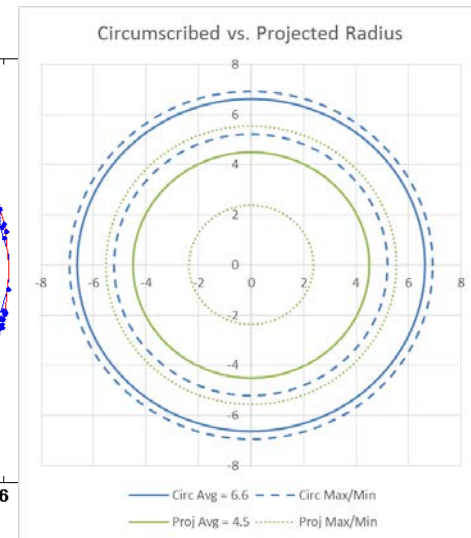 Circumscribed vs. Projected Radius
8
6
4
2
-8 -6 -4 -2 0 2 4 6 8
-2
-4
-6
-8
Circ Avg = 6.6 Circ Max/Min
Proj Avg = 4.5 Proj Max/Min
6